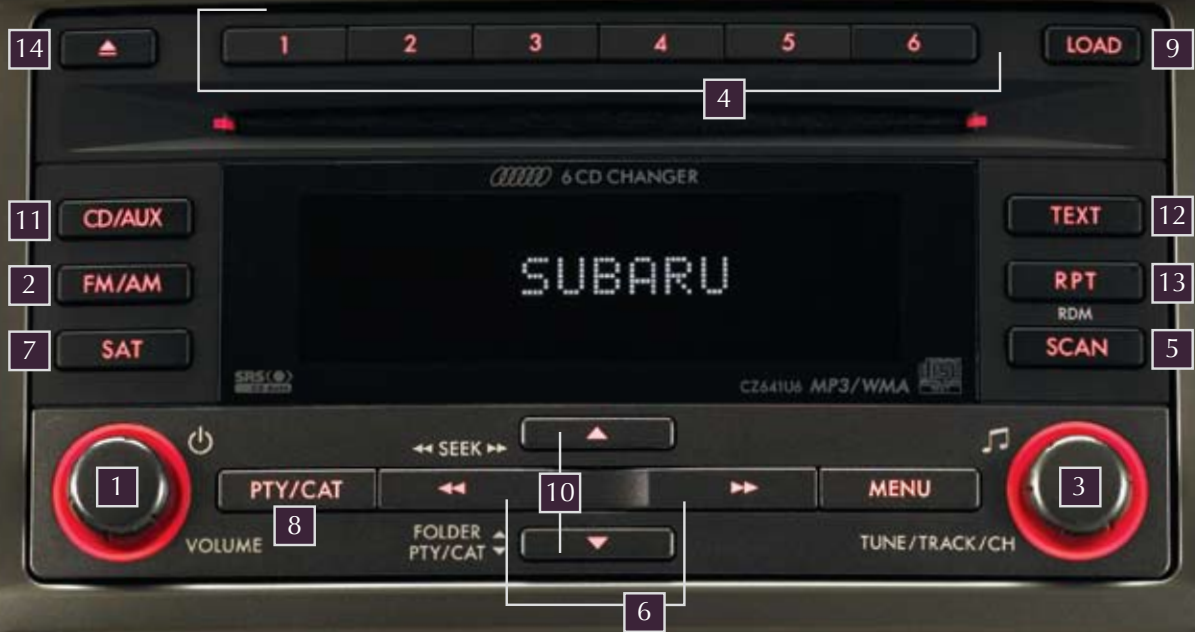 14 1 2 3 4 5 6 LOAD 9
4
6 CD CHANGER
11 CD/AUX TEXT 12
SUBARU
2 FM/AM RPT 13
RDM
7 SAT SCAN 5
SRS CZ641U6 MP3/WMA
SEEK
1 PTY/CAT 10 MENU 3
8
FOLDER
VOLUME PTY/CAT TUNE/TRACK/CH
6